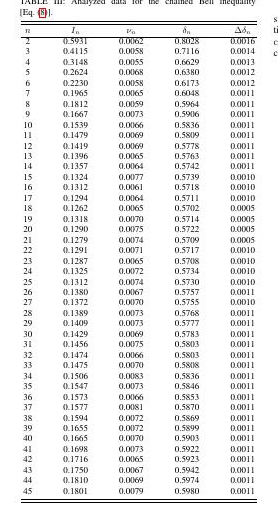 TABLE III: Analyzed data for the chained Bell inequality
[Eq. (8)].
n I_n ν_n δ_n Δδ_n
2 0.5931 0.0062 0.8028 0.0016
3 0.4115 0.0058 0.7116 0.0014
4 0.3148 0.0055 0.6629 0.0013
5 0.2624 0.0068 0.6380 0.0012
6 0.2230 0.0058 0.6173 0.0012
7 0.1965 0.0065 0.6048 0.0011
8 0.1812 0.0059 0.5964 0.0011
9 0.1667 0.0073 0.5906 0.0011
10 0.1539 0.0066 0.5836 0.0011
11 0.1479 0.0069 0.5809 0.0011
12 0.1419 0.0069 0.5778 0.0011
13 0.1396 0.0065 0.5763 0.0011
14 0.1357 0.0064 0.5742 0.0011
15 0.1324 0.0077 0.5739 0.0010
16 0.1312 0.0061 0.5718 0.0010
17 0.1294 0.0064 0.5711 0.0010
18 0.1262 0.0065 0.5702 0.0005
19 0.1318 0.0070 0.5714 0.0005
20 0.1290 0.0075 0.5722 0.0005
21 0.1279 0.0074 0.5709 0.0005
22 0.1291 0.0071 0.5717 0.0010
23 0.1287 0.0065 0.5708 0.0010
24 0.1325 0.0072 0.5734 0.0010
25 0.1312 0.0074 0.5730 0.0010
26 0.1380 0.0067 0.5757 0.0011
27 0.1372 0.0070 0.5755 0.0010
28 0.1389 0.0073 0.5768 0.0011
29 0.1409 0.0073 0.5777 0.0011
30 0.1429 0.0069 0.5783 0.0011
31 0.1456 0.0075 0.5803 0.0011
32 0.1474 0.0066 0.5803 0.0011
33 0.1475 0.0070 0.5808 0.0011
34 0.1506 0.0083 0.5836 0.0011
35 0.1547 0.0073 0.5846 0.0011
36 0.1573 0.0066 0.5853 0.0011
37 0.1577 0.0081 0.5870 0.0011
38 0.1594 0.0072 0.5869 0.0011
39 0.1655 0.0072 0.5899 0.0011
40 0.1665 0.0070 0.5903 0.0011
41 0.1698 0.0073 0.5922 0.0011
42 0.1716 0.0065 0.5923 0.0011
43 0.1750 0.0067 0.5942 0.0011
44 0.1810 0.0069 0.5974 0.0011
45 0.1801 0.0079 0.5980 0.0011